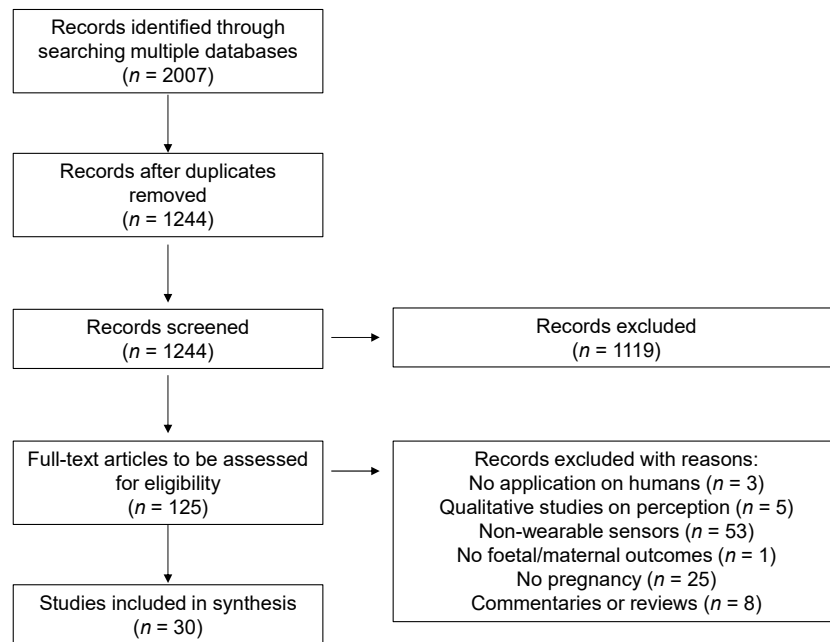 Records identified through
searching multiple databases
(n = 2007)
Records after duplicates
removed
(n = 1244)
Records screened
(n = 1244)
Records excluded
(n = 1119)
Full-text articles to be assessed
for eligibility
(n = 125)
Records excluded with reasons:
No application on humans (n = 3)
Qualitative studies on perception (n = 5)
Non-wearable sensors (n = 53)
No foetal/maternal outcomes (n = 1)
No pregnancy (n = 25)
Commentaries or reviews (n = 8)
Studies included in synthesis
(n = 30)